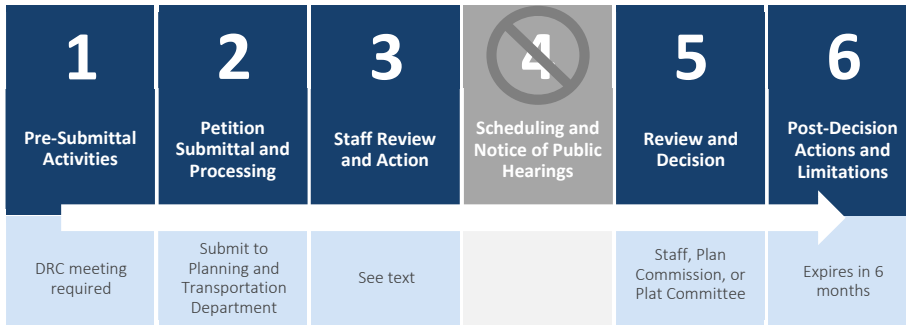 1
2
3
4
5
6
Pre-Submittal
Activities
Petition
Submittal and
Processing
Staff Review
and Action
Scheduling and
Notice of Public
Hearings
Review and
Decision
Post-Decision
Actions and
Limitations
DRC meeting
required
Submit to
Planning and
Transportation
Department
See text
Staff, Plan
Commission, or
Plat Committee
Expires in 6
months